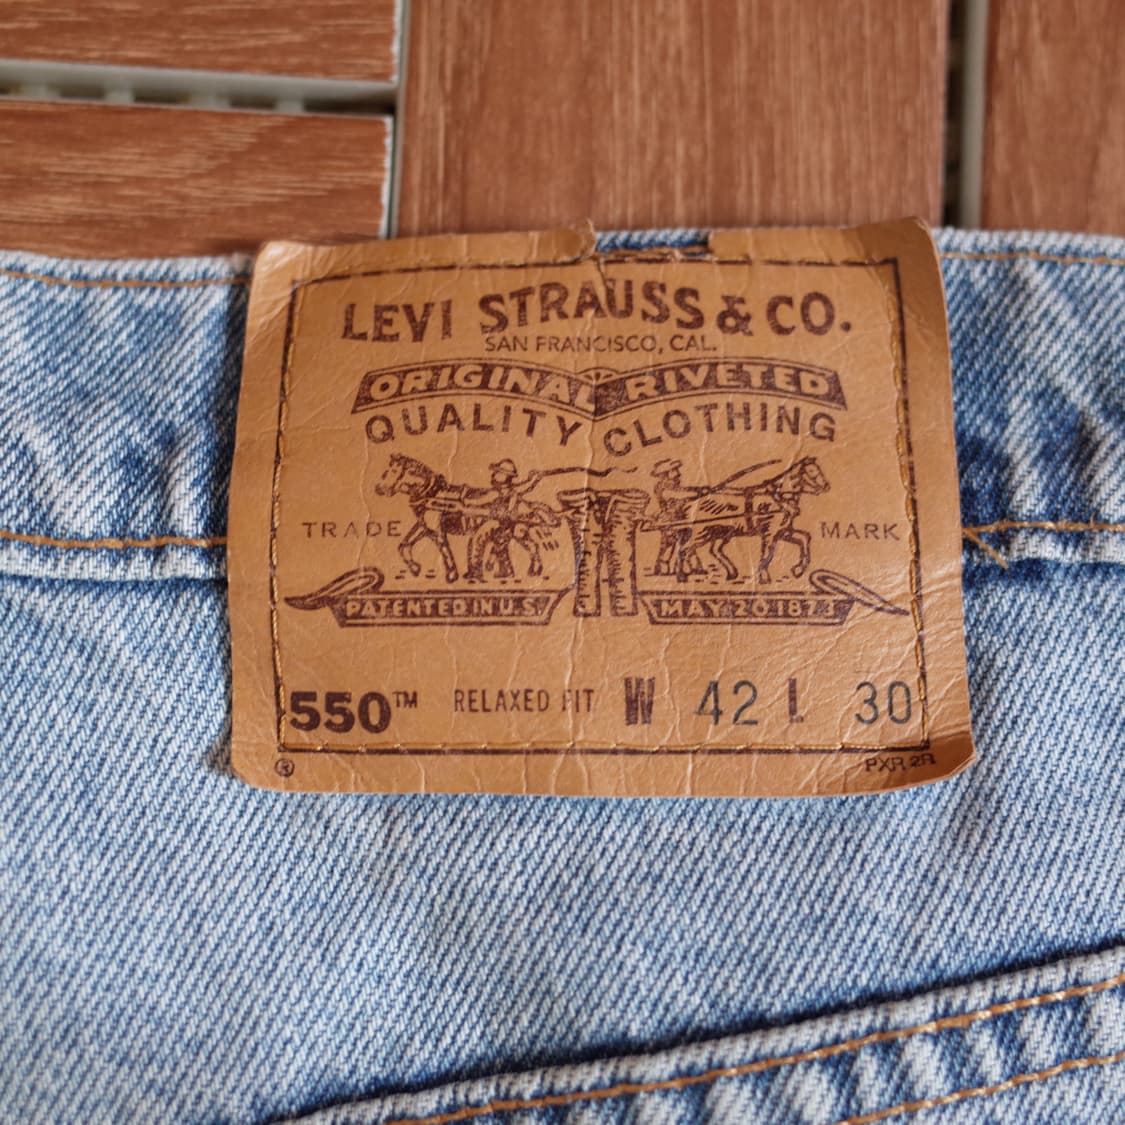 LEVI STRAUSS & CO.
SAN FRANCISCO, CAL.
ORIGINAL RIVETED
QUALITY CLOTHING
TRADE MARK
PATENTED IN U.S. MAY 20 1873
550™ RELAXED FIT W 42 L 30
® PXR 2R